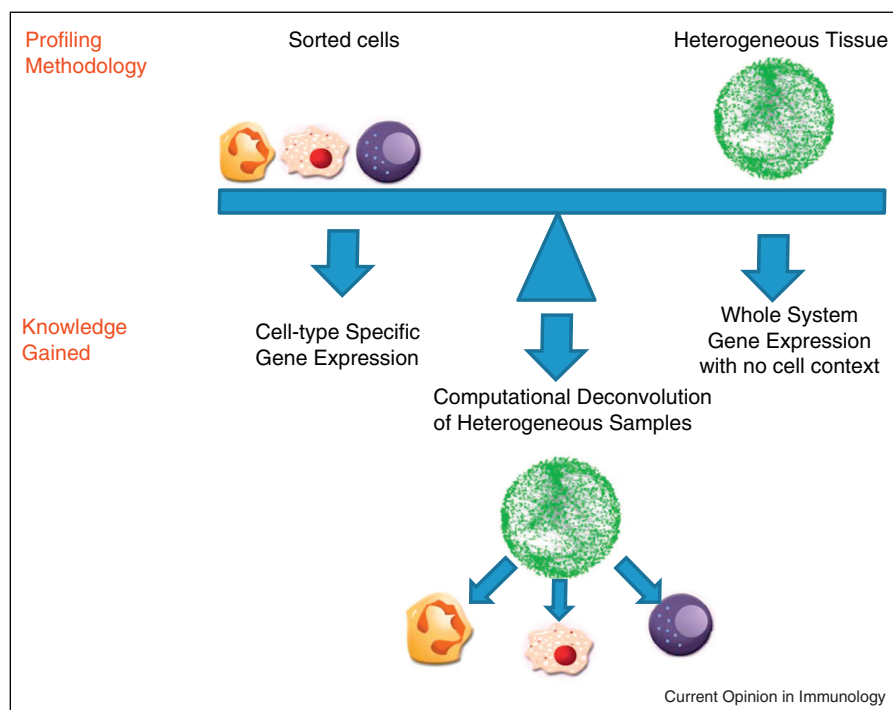 Profiling
Methodology
Sorted cells
Heterogeneous Tissue
Knowledge
Gained
Cell-type Specific
Gene Expression
Whole System
Gene Expression
with no cell context
Computational Deconvolution
of Heterogeneous Samples
Current Opinion in Immunology